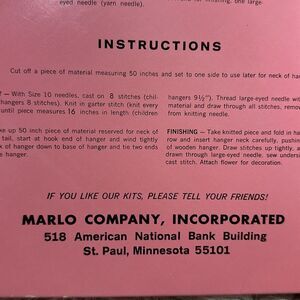 eyed needle (yarn needle).
large
INSTRUCTIONS
Cut off a piece of material measuring 50 inches and set to one side to use later for neck of han
— With Size 10 needles, cast on 8 stitches (chil
hangers 8 stitches). Knit in garter stitch (knit every
until piece measures 16 inches in length (children
hangers 9½"). Thread large-eyed needle wit
material and draw through all stitches, remov
from knitting needle.
ke up 50 inch piece of material reserved for neck of
tail, start at hook end of hanger and wind tightly
k of hanger down to base of hanger and tie two ends
e hanger.
FINISHING — Take knitted piece and fold in ha
row and insert hanger neck carefully, pushin
of wooden hanger. Draw stitches up tightly, a
drawn through large-eyed needle, sew under
cast stitch. Attach flower for decoration.
IF YOU LIKE OUR KITS, PLEASE TELL YOUR FRIENDS!
MARLO COMPANY, INCORPORATED
518 American National Bank Building
St. Paul, Minnesota 55101